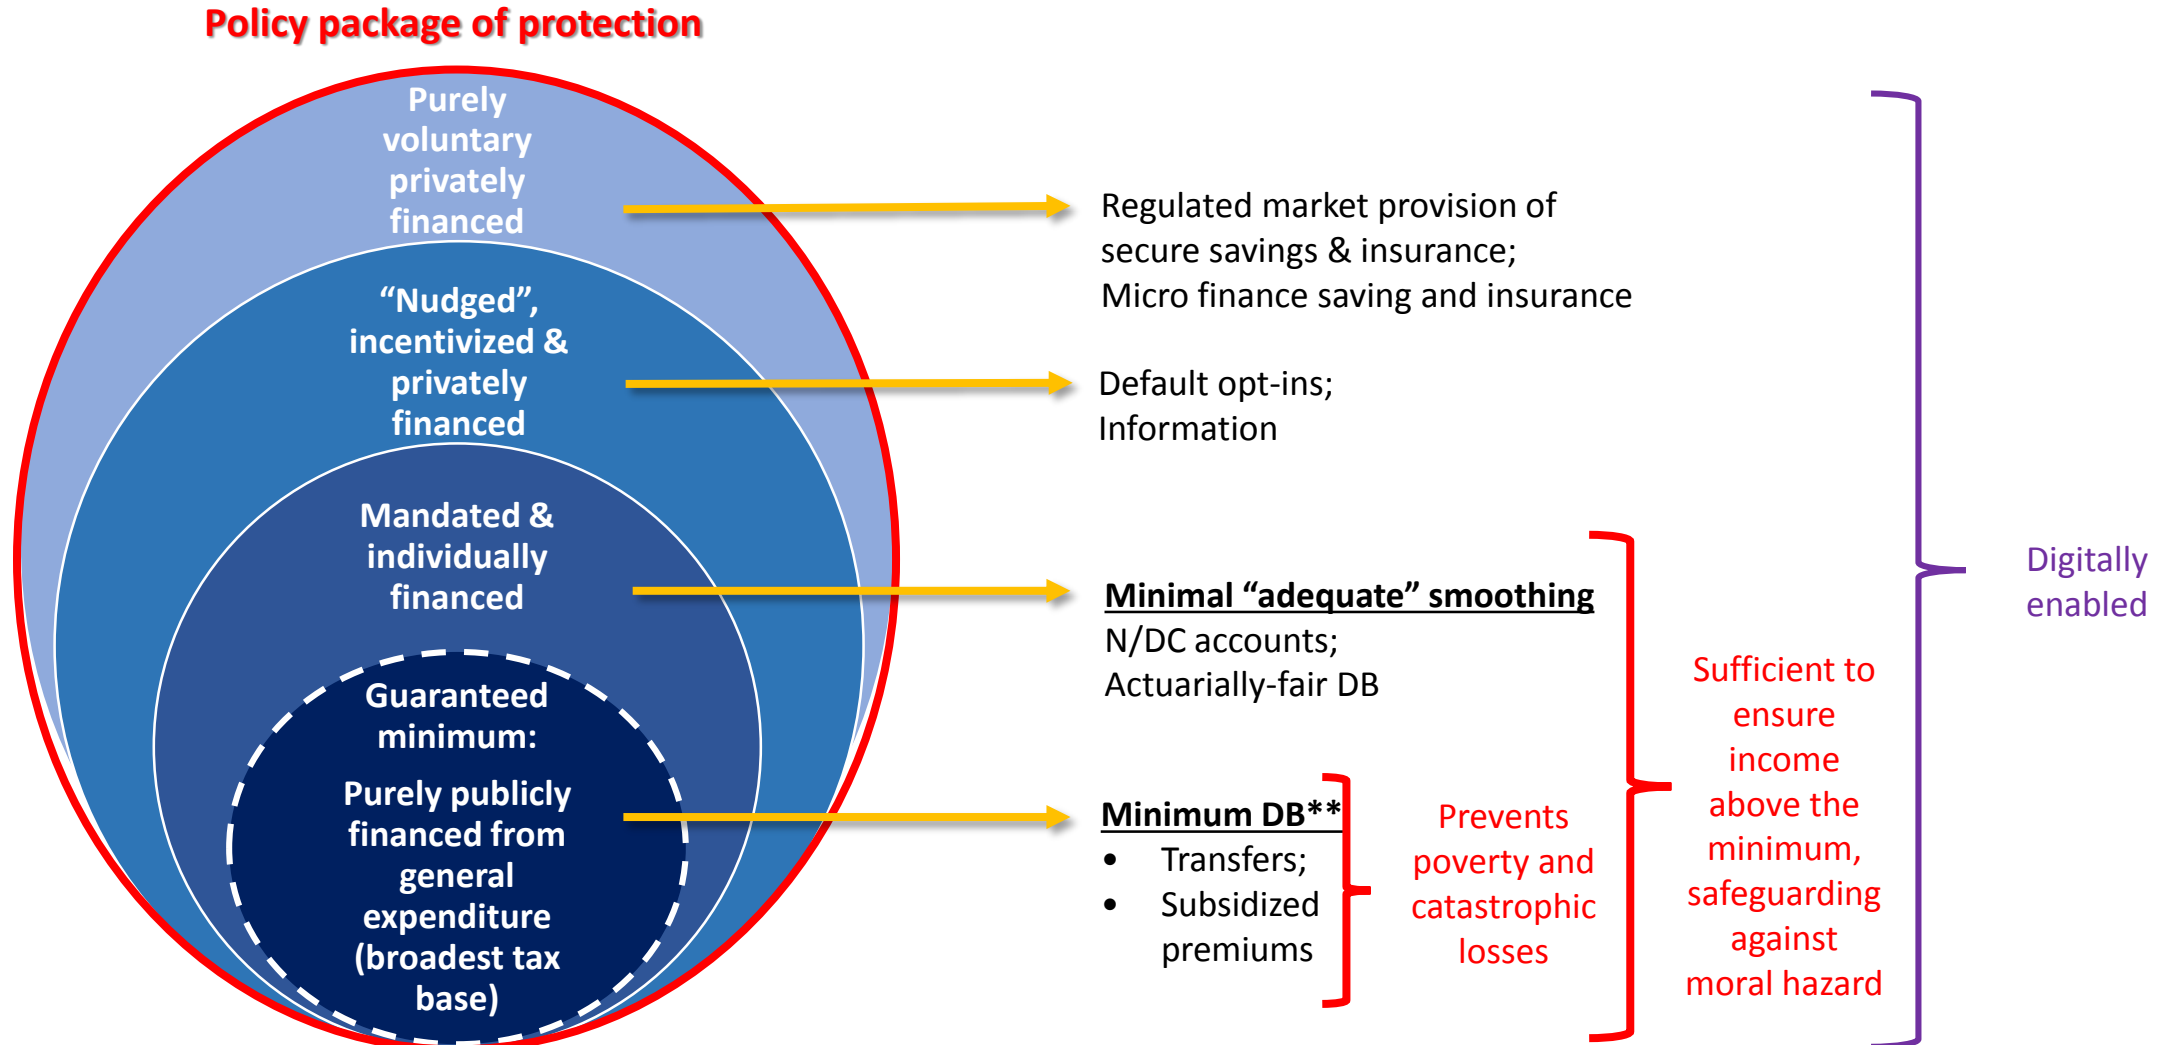 Policy package of protection
Purely
voluntary
privately
financed
“Nudged”,
incentivized &
privately
financed
Mandated &
individually
financed
Guaranteed
minimum:
Purely publicly
financed from
general
expenditure
(broadest tax
base)
Regulated market provision of
secure savings & insurance;
Micro finance saving and insurance
Default opt-ins;
Information
Minimal “adequate” smoothing
N/DC accounts;
Actuarially-fair DB
Minimum DB**
• Transfers;
• Subsidized
premiums
Prevents
poverty and
catastrophic
losses
Sufficient to
ensure
income
above the
minimum,
safeguarding
against
moral hazard
Digitally
enabled